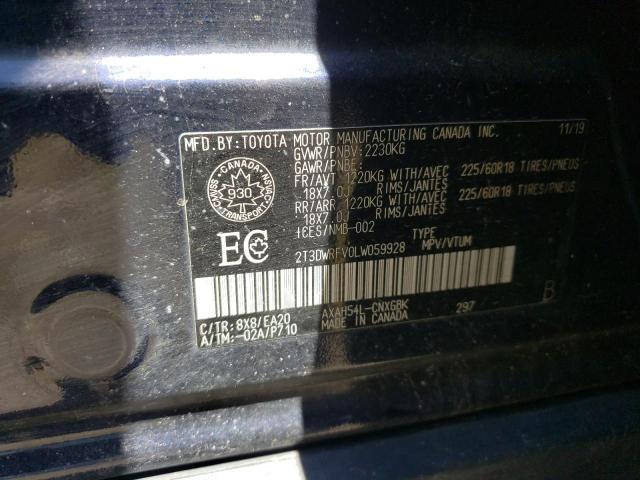 MFD.BY:TOYOTA MOTOR MANUFACTURING CANADA INC. 11/19
GVWR/PNBV:2230KG
GAWR/PNBE:
FR/AVT 1220KG WITH/AVEC 225/60R18 TIRES/PNEUS
18X7.0J RIMS/JANTES
RR/ARR 1220KG WITH/AVEC 225/60R18 TIRES/PNEUS
18X7.0J RIMS/JANTES
ICES/NMB-002 TYPE
2T3DWRFV0LW059928 MPV/VTUM
CANADA
930
TRANSPORT
EC
C/TR:8X8/EA20 AXAH54L-CNXGBK 297 B
A/TM:-02A/P710 MADE IN CANADA